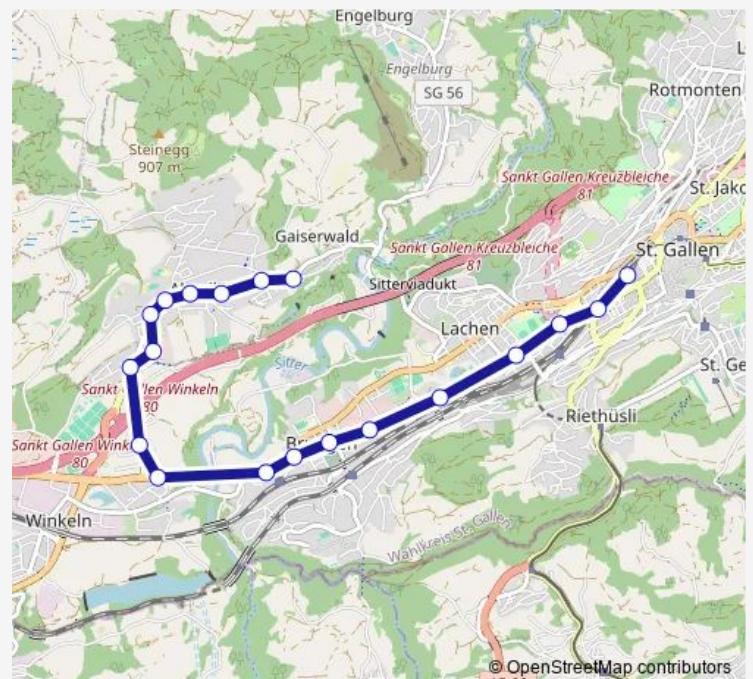 Engelburg
Engelburg
SG 56
Rotmonten
Steinegg
907 m
Sankt Gallen Kreuzbleiche
81
St. Jako
Gaiserwald
Sankt Gallen Kreuzbleiche
81
St. Gallen
Sitterviadukt
Lachen
Sitter
St. Ge
Sankt Gallen Winkeln
80
Riethüsli
Sankt Gallen Wink
80
Winkeln
Wahlkreis St. Gallen
© OpenStreetMap contributors